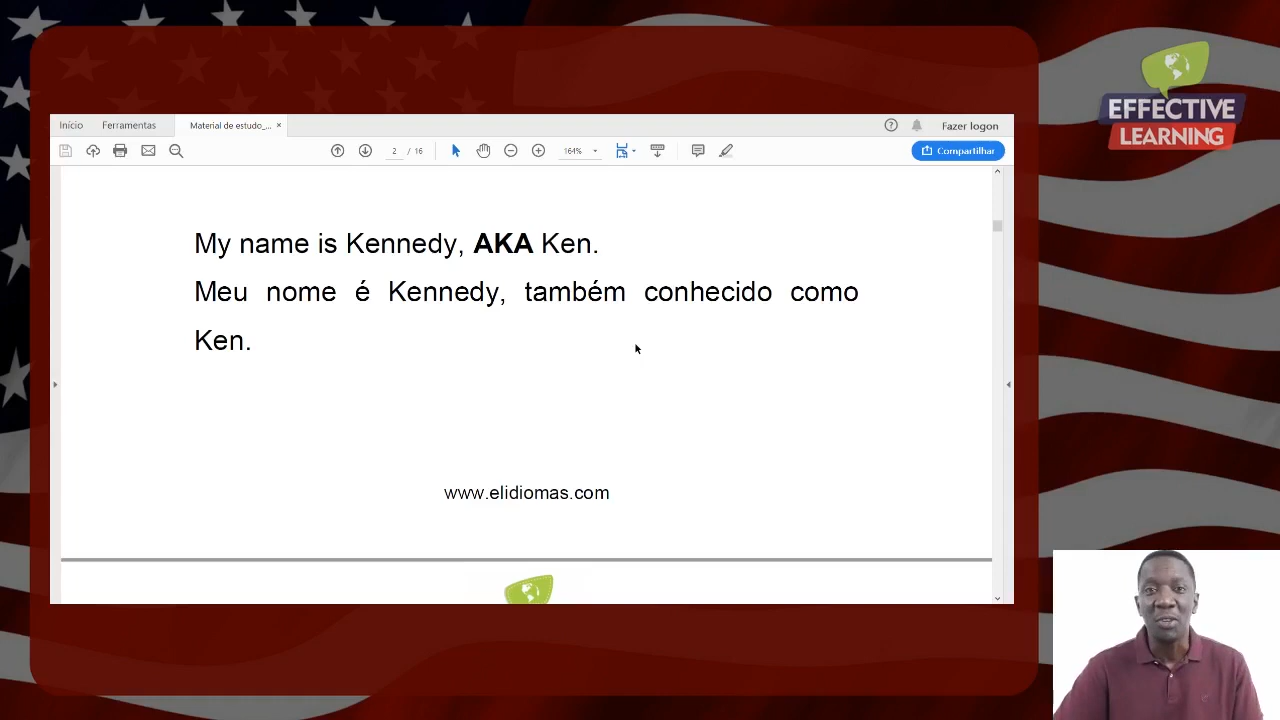 EFFECTIVE
LEARNING
Início Ferramentas Material de estudo_... ×
Fazer logon
2 / 16 164% Compartilhar
My name is Kennedy, AKA Ken.
Meu nome é Kennedy, também conhecido como
Ken.
www.elidiomas.com